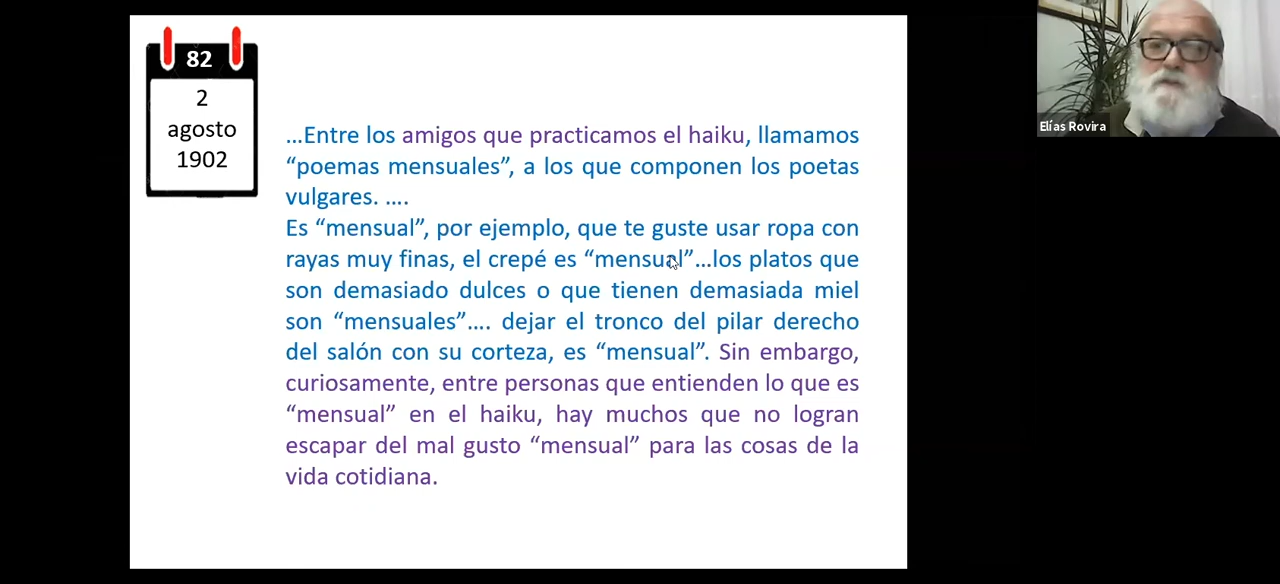 82
2
agosto
1902
…Entre los amigos que practicamos el haiku, llamamos
“poemas mensuales”, a los que componen los poetas
vulgares. ….
Es “mensual”, por ejemplo, que te guste usar ropa con
rayas muy finas, el crepé es “mensual”…los platos que
son demasiado dulces o que tienen demasiada miel
son “mensuales”…. dejar el tronco del pilar derecho
del salón con su corteza, es “mensual”. Sin embargo,
curiosamente, entre personas que entienden lo que es
“mensual” en el haiku, hay muchos que no logran
escapar del mal gusto “mensual” para las cosas de la
vida cotidiana.
Elías Rovira